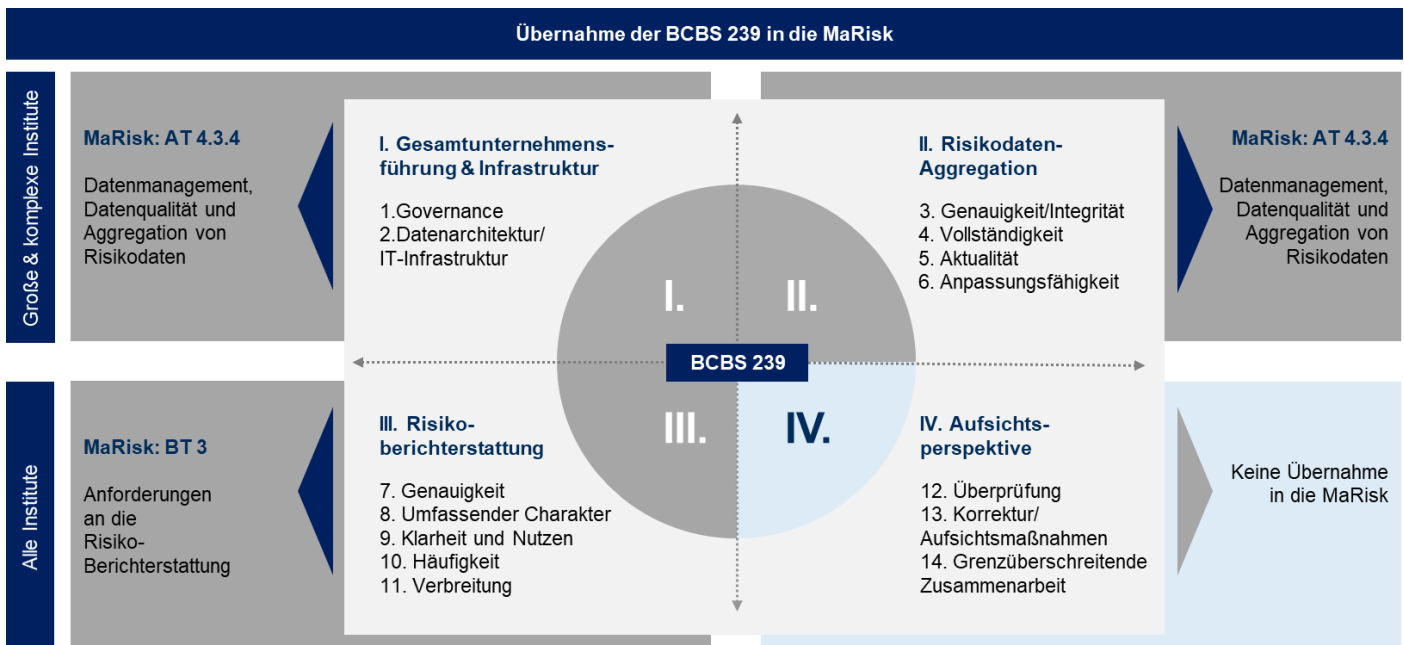 Übernahme der BCBS 239 in die MaRisk
Große & komplexe Institute
MaRisk: AT 4.3.4
Datenmanagement,
Datenqualität und
Aggregation von
Risikodaten
I. Gesamtunternehmens-
führung & Infrastruktur
1.Governance
2.Datenarchitektur/
IT-Infrastruktur
II. Risikodaten-
Aggregation
3. Genauigkeit/Integrität
4. Vollständigkeit
5. Aktualität
6. Anpassungsfähigkeit
MaRisk: AT 4.3.4
Datenmanagement,
Datenqualität und
Aggregation von
Risikodaten
I.
II.
BCBS 239
III.
IV.
Alle Institute
MaRisk: BT 3
Anforderungen
an die
Risiko-
Berichterstattung
III. Risiko-
berichterstattung
7. Genauigkeit
8. Umfassender Charakter
9. Klarheit und Nutzen
10. Häufigkeit
11. Verbreitung
IV. Aufsichts-
perspektive
12. Überprüfung
13. Korrektur/
Aufsichtsmaßnahmen
14. Grenzüberschreitende
Zusammenarbeit
Keine Übernahme
in die MaRisk